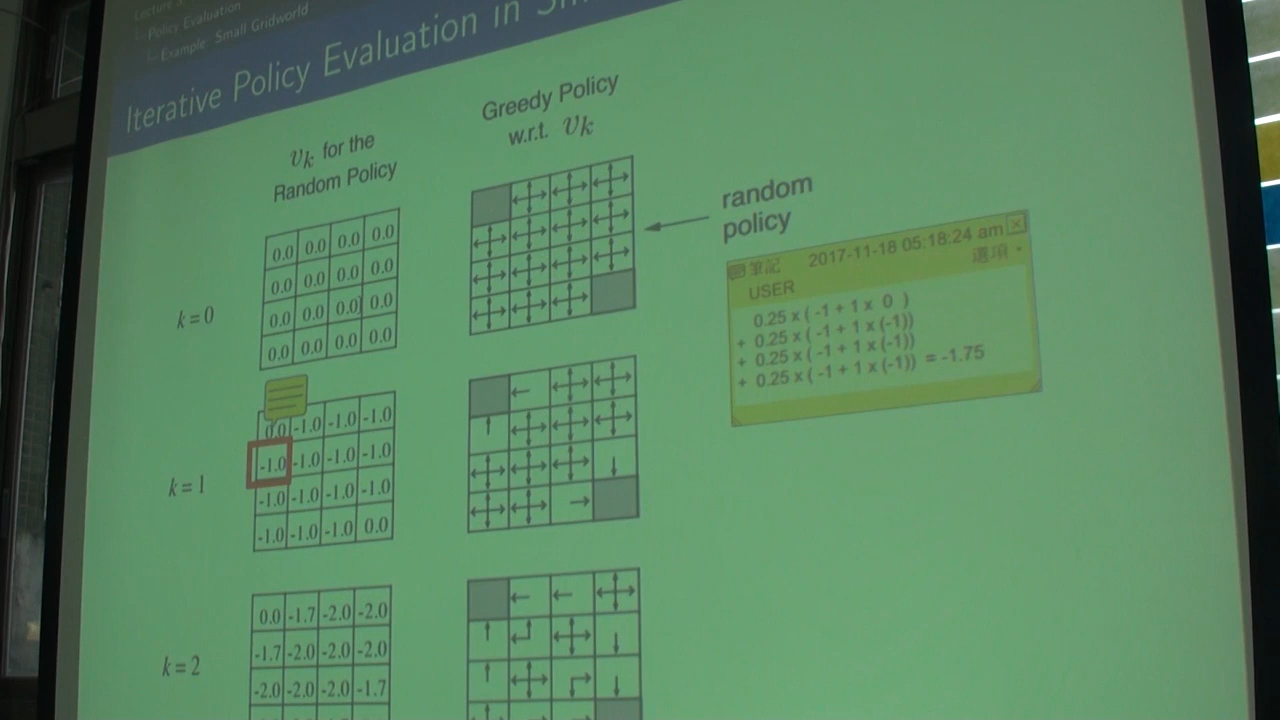 Lecture
Policy Evaluation
Example: Small Gridworld
Iterative Policy Evaluation in
vk for the
Random Policy
Greedy Policy
w.r.t. vk
k = 0
0.0 0.0 0.0 0.0
0.0 0.0 0.0 0.0
0.0 0.0 0.0 0.0
0.0 0.0 0.0 0.0
random
policy
筆記 2017-11-18 05:18:24 am
選項
USER
0.25 x ( -1 + 1 x 0 )
+ 0.25 x ( -1 + 1 x (-1))
+ 0.25 x ( -1 + 1 x (-1))
+ 0.25 x ( -1 + 1 x (-1)) = -1.75
k = 1
0.0 -1.0 -1.0 -1.0
-1.0 -1.0 -1.0 -1.0
-1.0 -1.0 -1.0 -1.0
-1.0 -1.0 -1.0 0.0
k = 2
0.0 -1.7 -2.0 -2.0
-1.7 -2.0 -2.0 -2.0
-2.0 -2.0 -2.0 -1.7